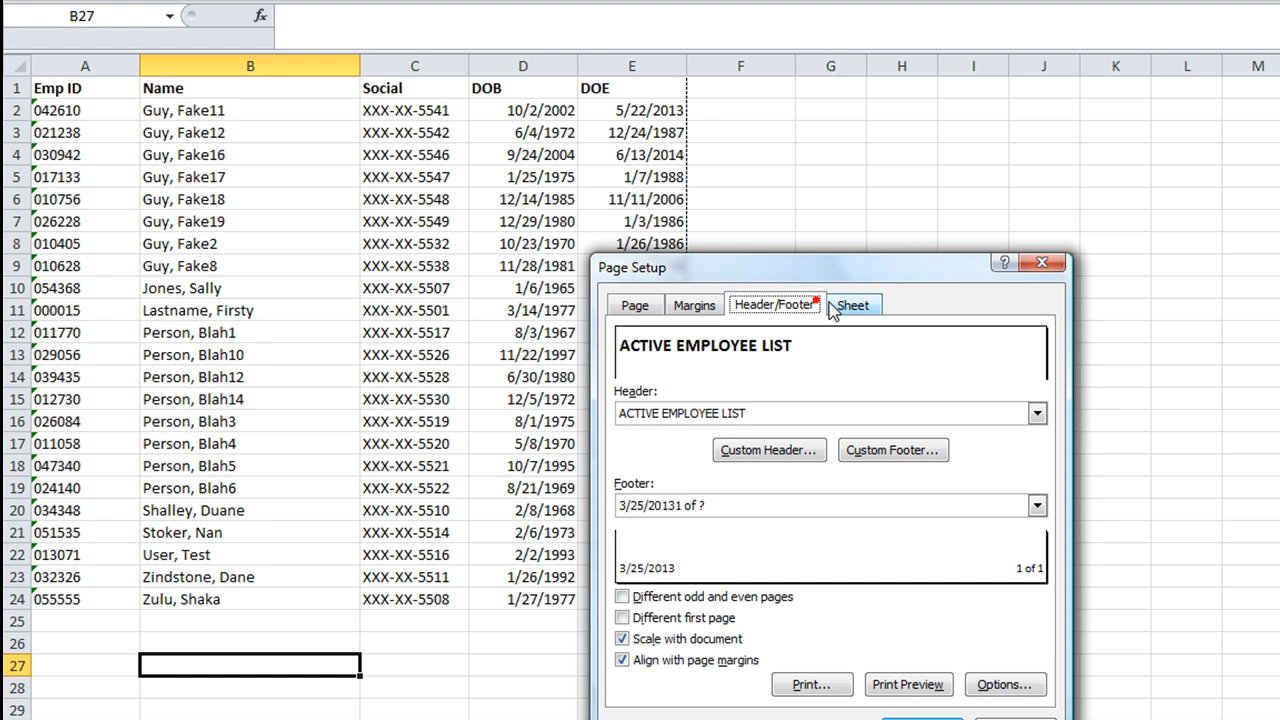 B27 fx
A B C D E F G H I J K L M
1 Emp ID Name Social DOB DOE
2 042610 Guy, Fake11 XXX-XX-5541 10/2/2002 5/22/2013
3 021238 Guy, Fake12 XXX-XX-5542 6/4/1972 12/24/1987
4 030942 Guy, Fake16 XXX-XX-5546 9/24/2004 6/13/2014
5 017133 Guy, Fake17 XXX-XX-5547 1/25/1975 1/7/1988
6 010756 Guy, Fake18 XXX-XX-5548 12/14/1985 11/11/2006
7 026228 Guy, Fake19 XXX-XX-5549 12/29/1980 1/3/1986
8 010405 Guy, Fake2 XXX-XX-5532 10/23/1970 1/26/1986
9 010628 Guy, Fake8 XXX-XX-5538 11/28/1981
10 054368 Jones, Sally XXX-XX-5507 1/6/1965
11 000015 Lastname, Firsty XXX-XX-5501 3/14/1977
12 011770 Person, Blah1 XXX-XX-5517 8/3/1967
13 029056 Person, Blah10 XXX-XX-5526 11/22/1997
14 039435 Person, Blah12 XXX-XX-5528 6/30/1980
15 012730 Person, Blah14 XXX-XX-5530 12/5/1972
16 026084 Person, Blah3 XXX-XX-5519 8/1/1975
17 011058 Person, Blah4 XXX-XX-5520 5/8/1970
18 047340 Person, Blah5 XXX-XX-5521 10/7/1995
19 024140 Person, Blah6 XXX-XX-5522 8/21/1969
20 034348 Shalley, Duane XXX-XX-5510 2/8/1968
21 051535 Stoker, Nan XXX-XX-5514 2/6/1973
22 013071 User, Test XXX-XX-5516 2/2/1993
23 032326 Zindstone, Dane XXX-XX-5511 1/26/1992
24 055555 Zulu, Shaka XXX-XX-5508 1/27/1977
25
26
27
28
29
Page Setup ?
Page Margins Header/Footer Sheet
ACTIVE EMPLOYEE LIST
Header:
ACTIVE EMPLOYEE LIST
Custom Header... Custom Footer...
Footer:
3/25/20131 of ?
3/25/2013 1 of 1
Different odd and even pages
Different first page
Scale with document
Align with page margins
Print... Print Preview Options...